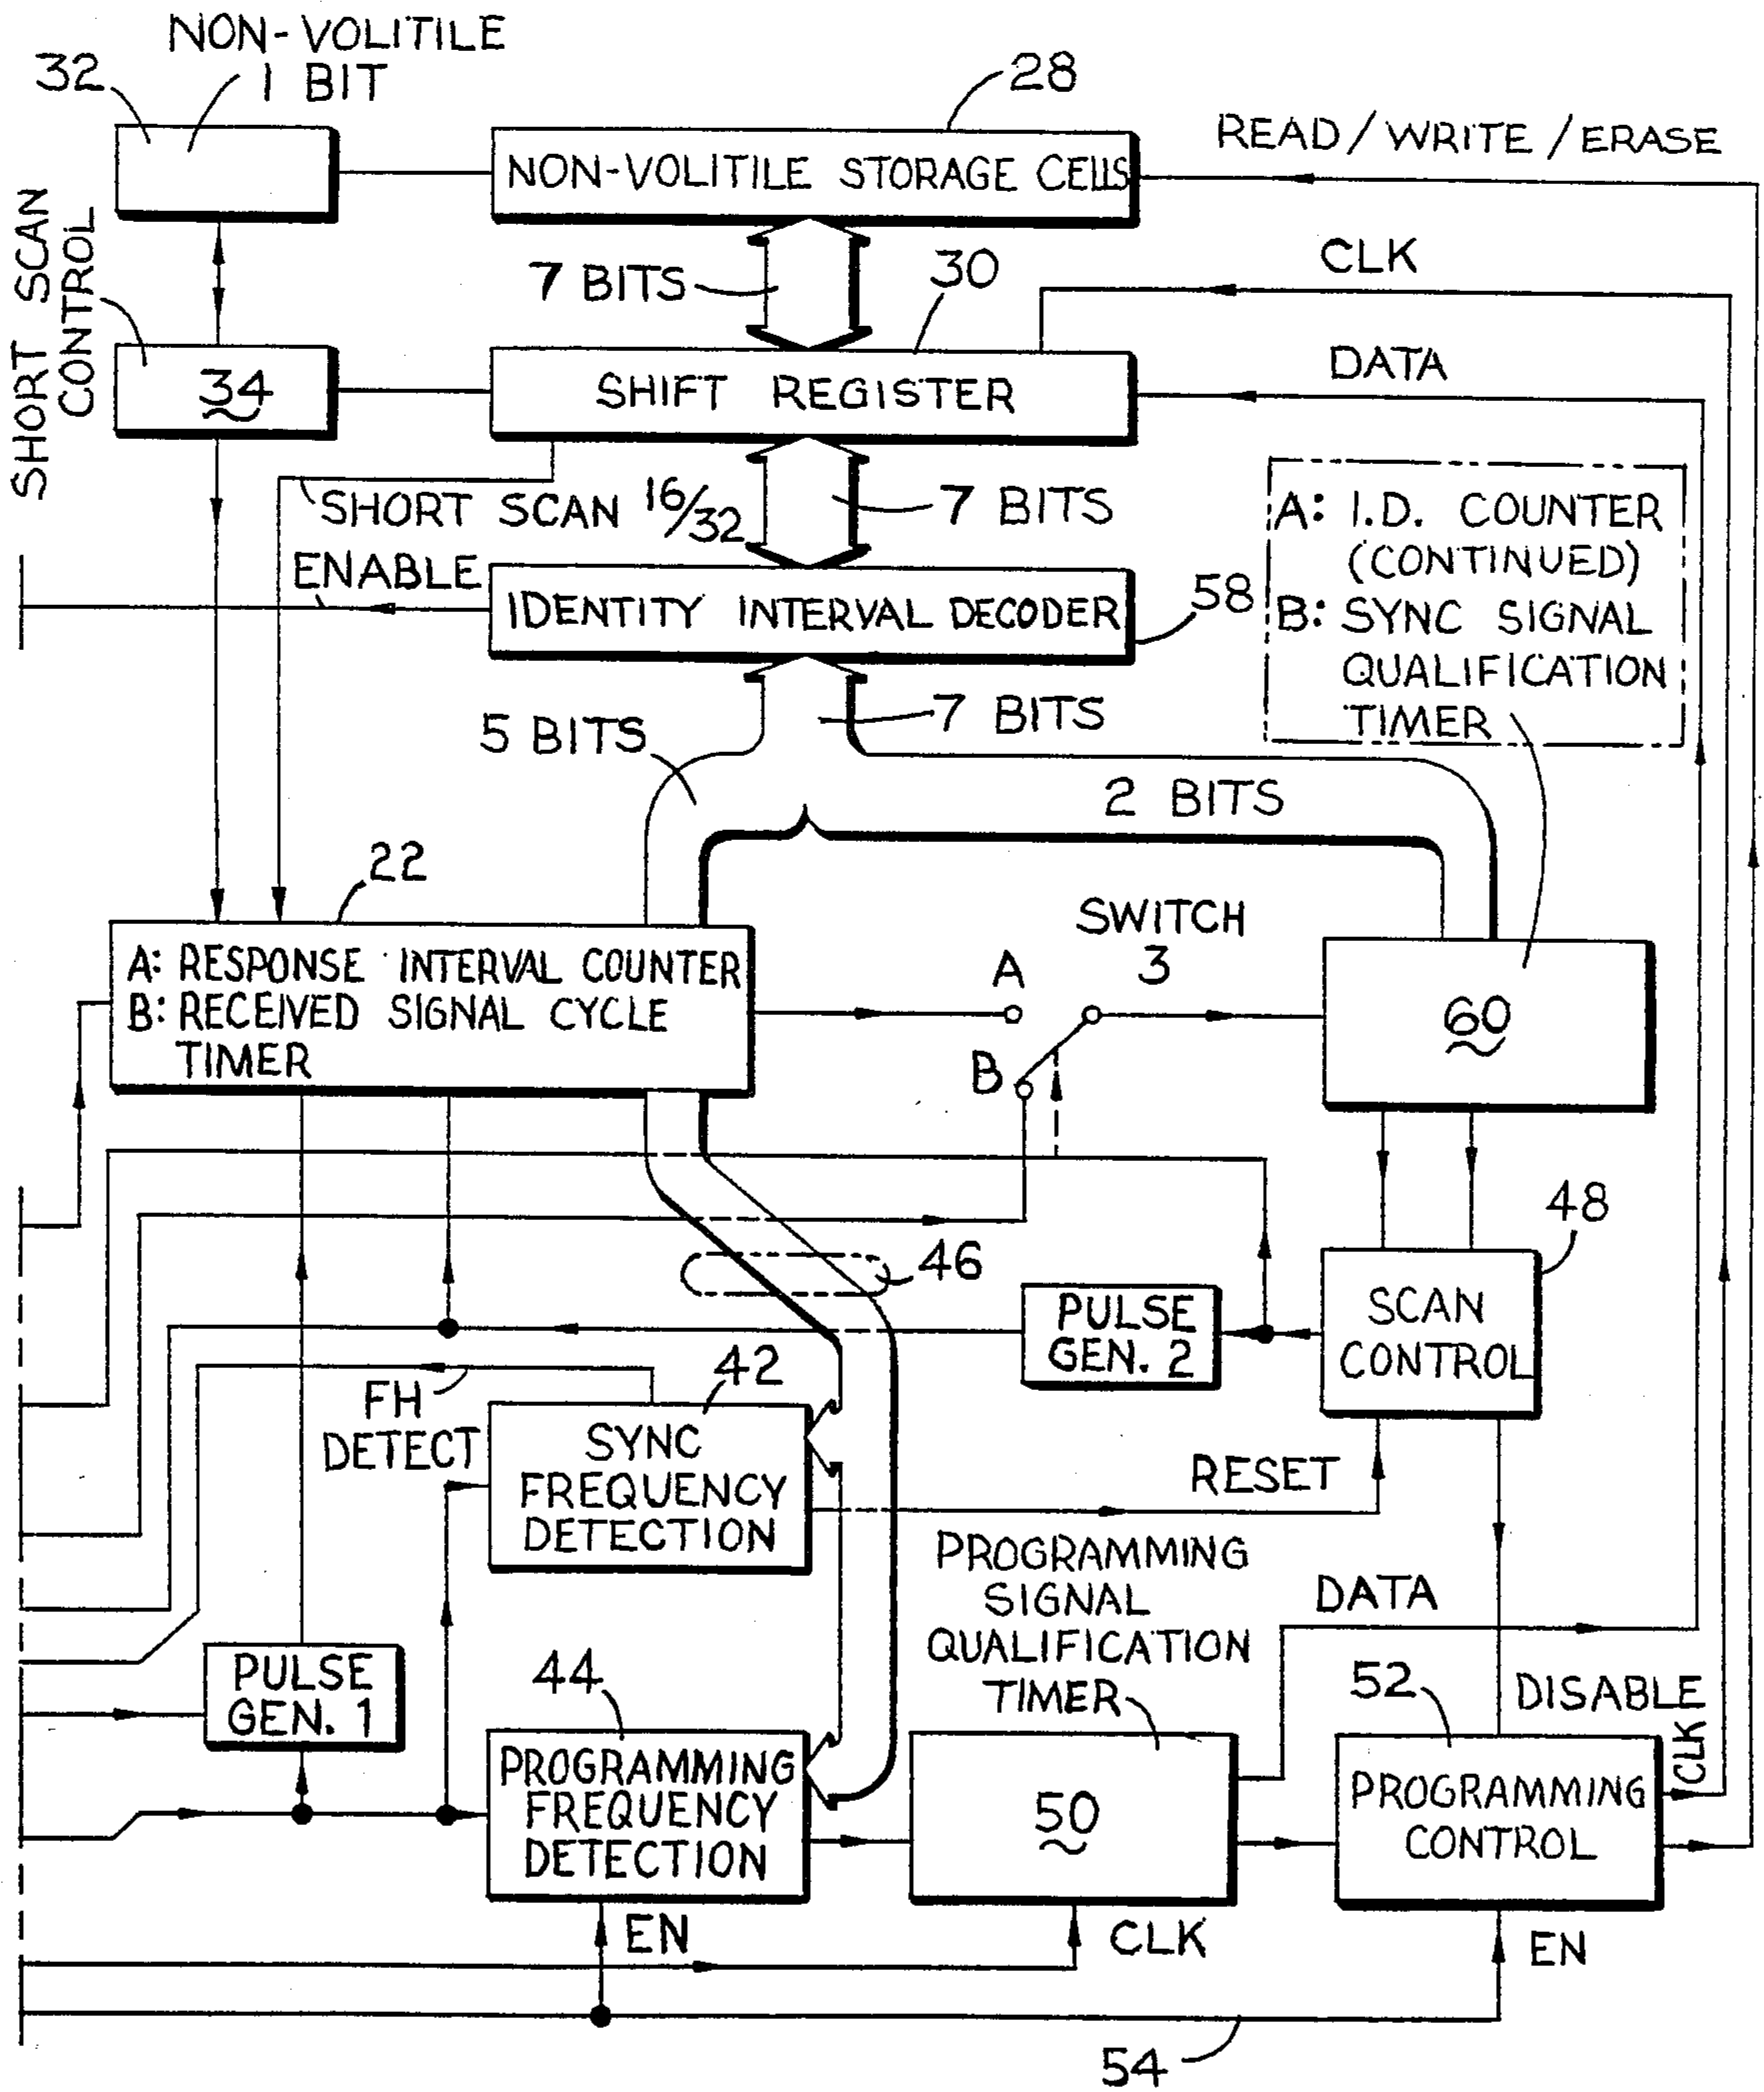 NON-VOLITILE
1 BIT
32
28
READ/WRITE/ERASE
NON-VOLITILE STORAGE CELLS
SHORT SCAN
CONTROL
7 BITS
30
CLK
34
SHIFT REGISTER
DATA
SHORT SCAN 16/32
7 BITS
ENABLE
IDENTITY INTERVAL DECODER
58
A: I.D. COUNTER
(CONTINUED)
B: SYNC SIGNAL
QUALIFICATION
TIMER
5 BITS
7 BITS
2 BITS
22
A: RESPONSE INTERVAL COUNTER
B: RECEIVED SIGNAL CYCLE
TIMER
A
SWITCH
3
B
60
46
48
PULSE
GEN. 2
SCAN
CONTROL
FH
DETECT
42
SYNC
FREQUENCY
DETECTION
RESET
PROGRAMMING
SIGNAL
QUALIFICATION
TIMER
DATA
PULSE
GEN. 1
44
PROGRAMMING
FREQUENCY
DETECTION
50
52
DISABLE
CLK
PROGRAMMING
CONTROL
EN
CLK
EN
54